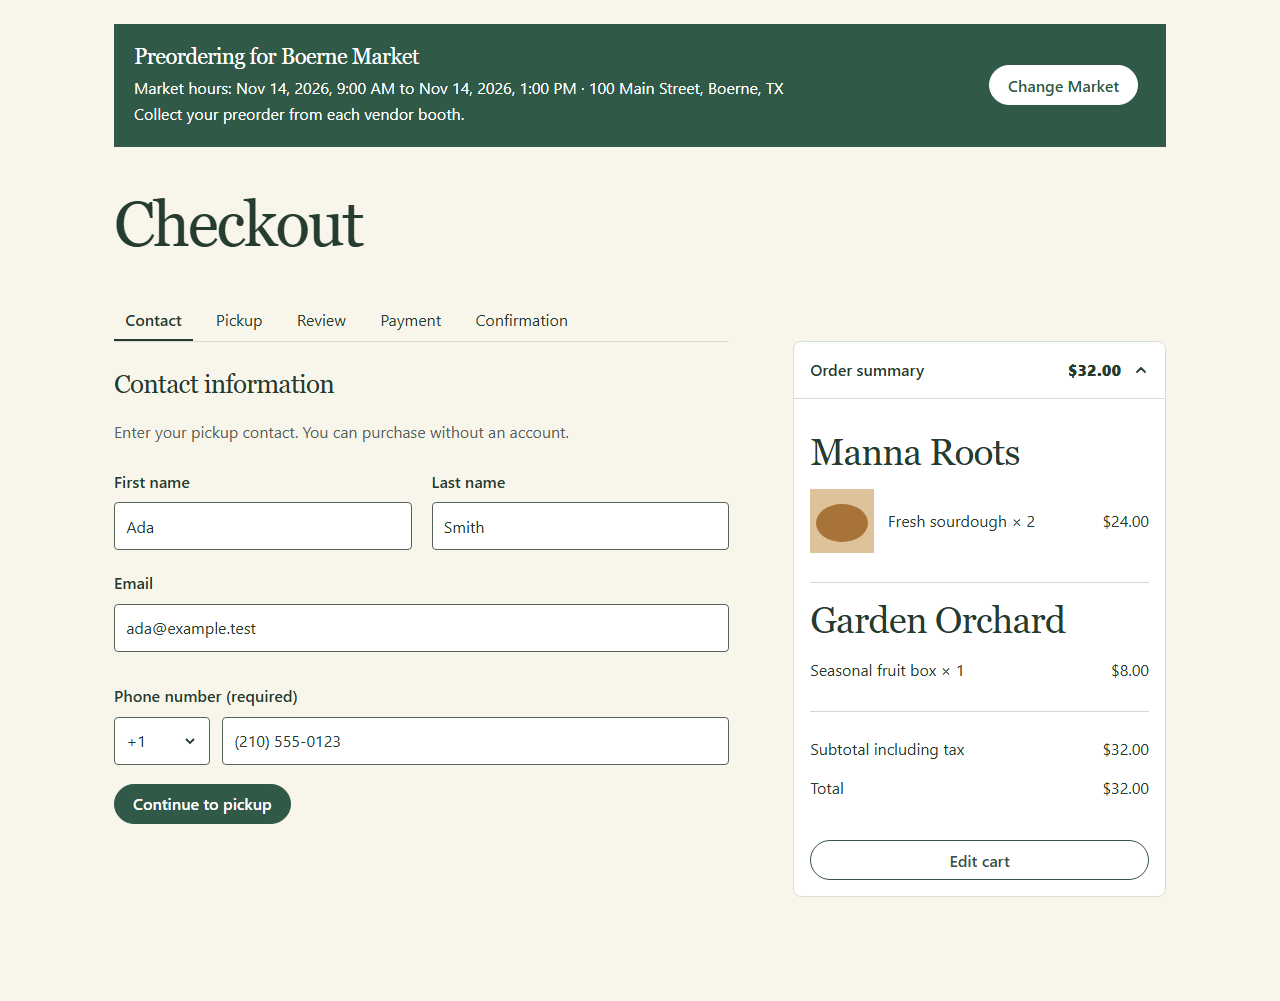 Preordering for Boerne Market
Market hours: Nov 14, 2026, 9:00 AM to Nov 14, 2026, 1:00 PM · 100 Main Street, Boerne, TX
Collect your preorder from each vendor booth.
Change Market
Checkout
Contact
Pickup
Review
Payment
Confirmation
Contact information
Enter your pickup contact. You can purchase without an account.
First name
Last name
Ada
Smith
Email
ada@example.test
Phone number (required)
+1
(210) 555-0123
Continue to pickup
Order summary
$32.00
Manna Roots
Fresh sourdough × 2
$24.00
Garden Orchard
Seasonal fruit box × 1
$8.00
Subtotal including tax
$32.00
Total
$32.00
Edit cart